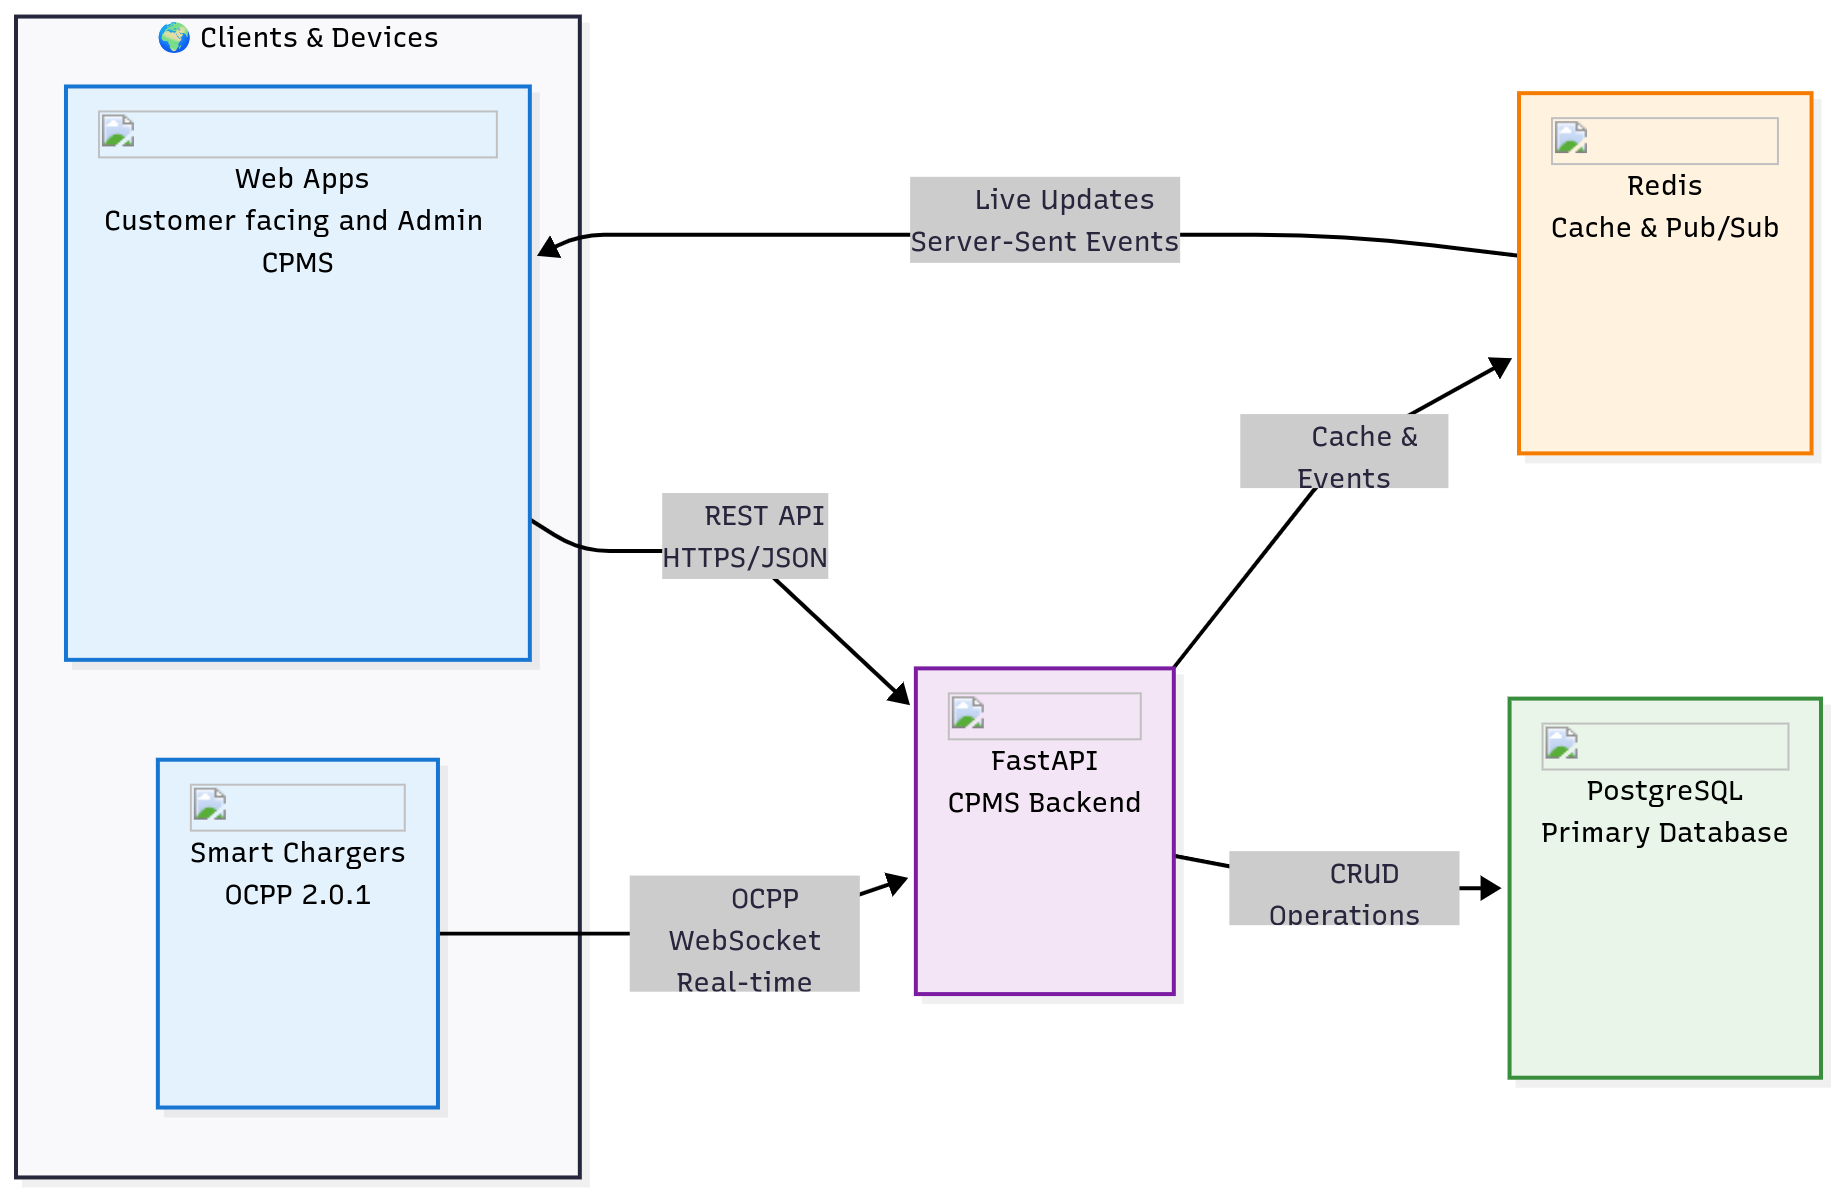 🌍 Clients & Devices
Web Apps
Customer facing and Admin
CPMS
Smart Chargers
OCPP 2.0.1
Live Updates
Server-Sent Events
REST API
HTTPS/JSON
OCPP
WebSocket
Real-time
FastAPI
CPMS Backend
Cache &
Events
CRUD
Operations
Redis
Cache & Pub/Sub
PostgreSQL
Primary Database